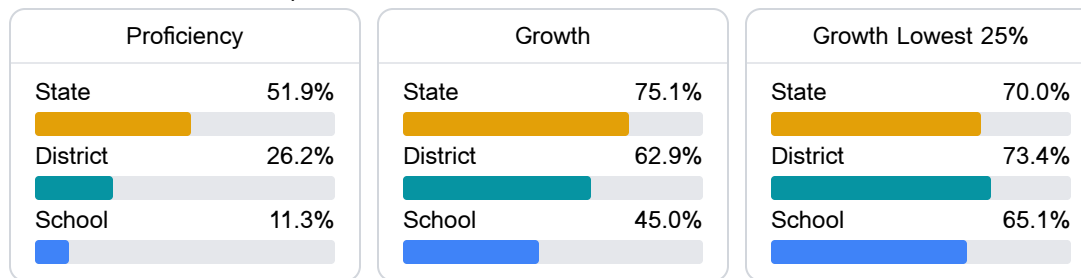 Proficiency
State 51.9%
District 26.2%
School 11.3%
Growth
State 75.1%
District 62.9%
School 45.0%
Growth Lowest 25%
State 70.0%
District 73.4%
School 65.1%